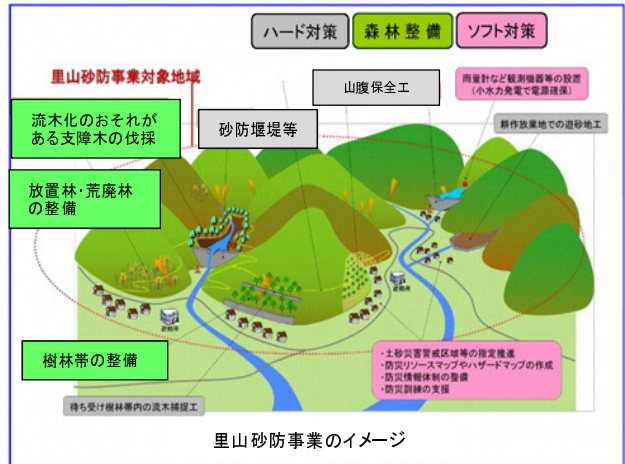 ハード対策
森林整備
ソフト対策
里山砂防事業対象地域
山腹保全工
雨量計など観測機器等の設置
(小水力発電で電源確保)
流木化のおそれが
ある支障木の伐採
砂防堰堤等
耕作放棄地での遊砂地工
放置林・荒廃林
の整備
避難所
避難所
樹林帯の整備
・土砂災害警戒区域等の指定推進
・防災リソースマップやハザードマップの作成
・防災情報体制の整備
・防災訓練の支援
待ち受け樹林帯内の流木捕捉工
里山砂防事業のイメージ